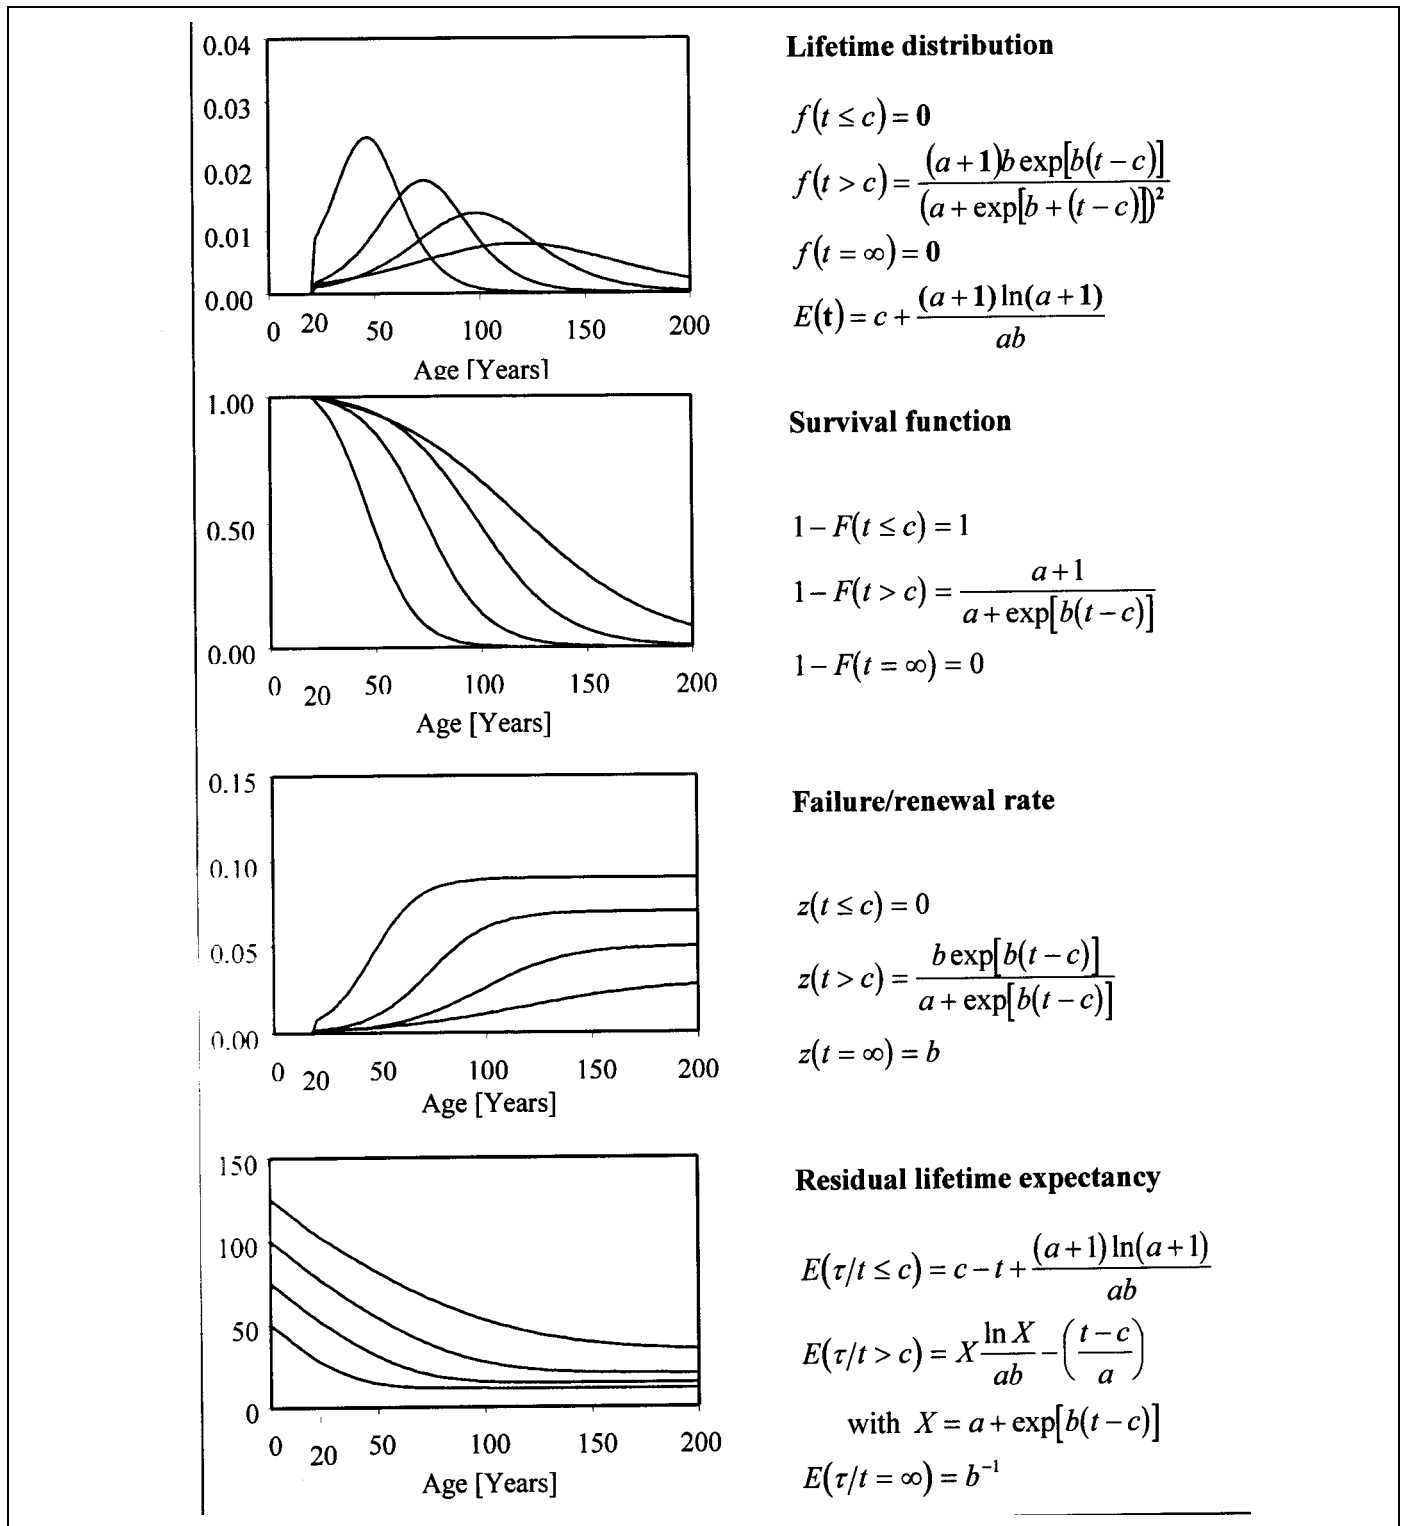 0.04
0.03
0.02
0.01
0.00
0 20 50 100 150 200
Age [Years]
Lifetime distribution
f(t ≤ c) = 0
f(t > c) = (a + 1)b exp[b(t − c)] / (a + exp[b + (t − c)])²
f(t = ∞) = 0
E(t) = c + (a + 1) ln(a + 1) / ab
1.00
0.50
0.00
0 20 50 100 150 200
Age [Years]
Survival function
1 − F(t ≤ c) = 1
1 − F(t > c) = a + 1 / a + exp[b(t − c)]
1 − F(t = ∞) = 0
0.15
0.10
0.05
0.00
0 20 50 100 150 200
Age [Years]
Failure/renewal rate
z(t ≤ c) = 0
z(t > c) = b exp[b(t − c)] / a + exp[b(t − c)]
z(t = ∞) = b
150
100
50
0
0 20 50 100 150 200
Age [Years]
Residual lifetime expectancy
E(τ/t ≤ c) = c − t + (a + 1) ln(a + 1) / ab
E(τ/t > c) = X ln X / ab − (t − c / a)
with X = a + exp[b(t − c)]
E(τ/t = ∞) = b⁻¹